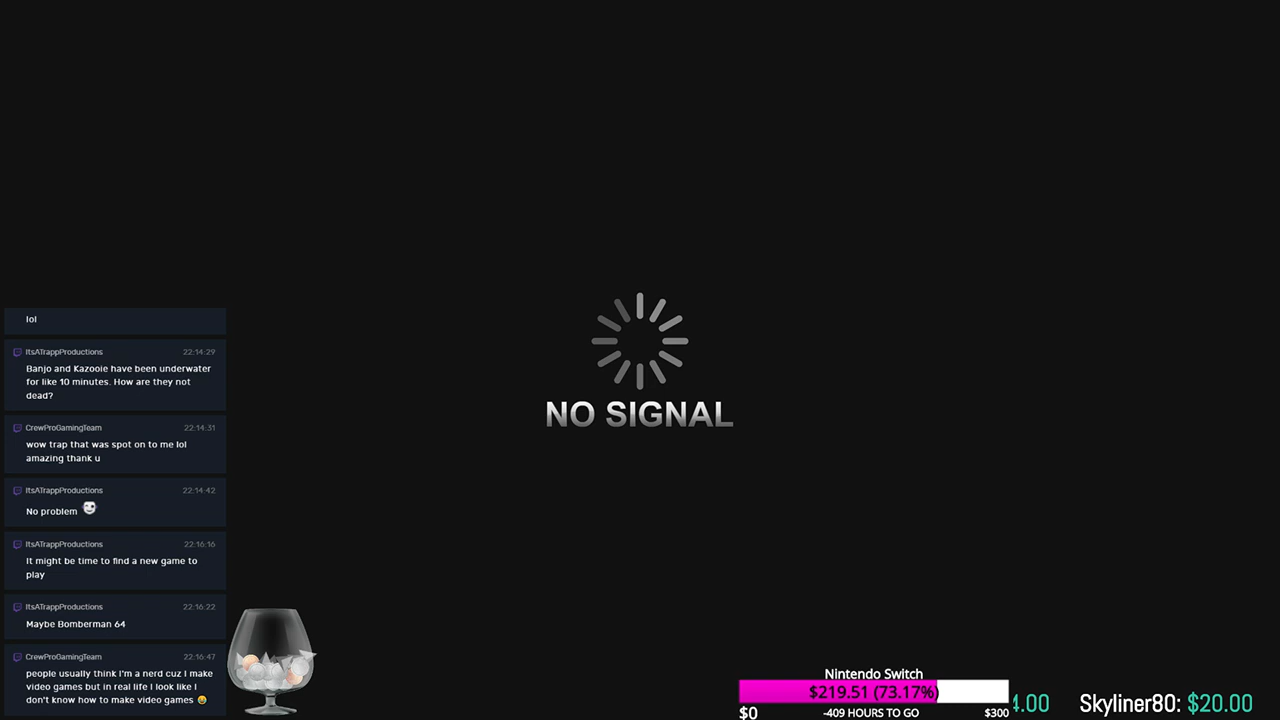 lol
ItsATrappProductions 22:14:29
Banjo and Kazooie have been underwater
for like 10 minutes. How are they not
dead?
CrewProGamingTeam 22:14:31
wow trap that was spot on to me lol
amazing thank u
ItsATrappProductions 22:14:42
No problem
ItsATrappProductions 22:16:16
It might be time to find a new game to
play
ItsATrappProductions 22:16:22
Maybe Bomberman 64
CrewProGamingTeam 22:16:47
people usually think I'm a nerd cuz I make
video games but in real life I look like I
don't know how to make video games
NO SIGNAL
Nintendo Switch
$219.51 (73.17%)
$0 -409 HOURS TO GO $300
4.00 Skyliner80: $20.00